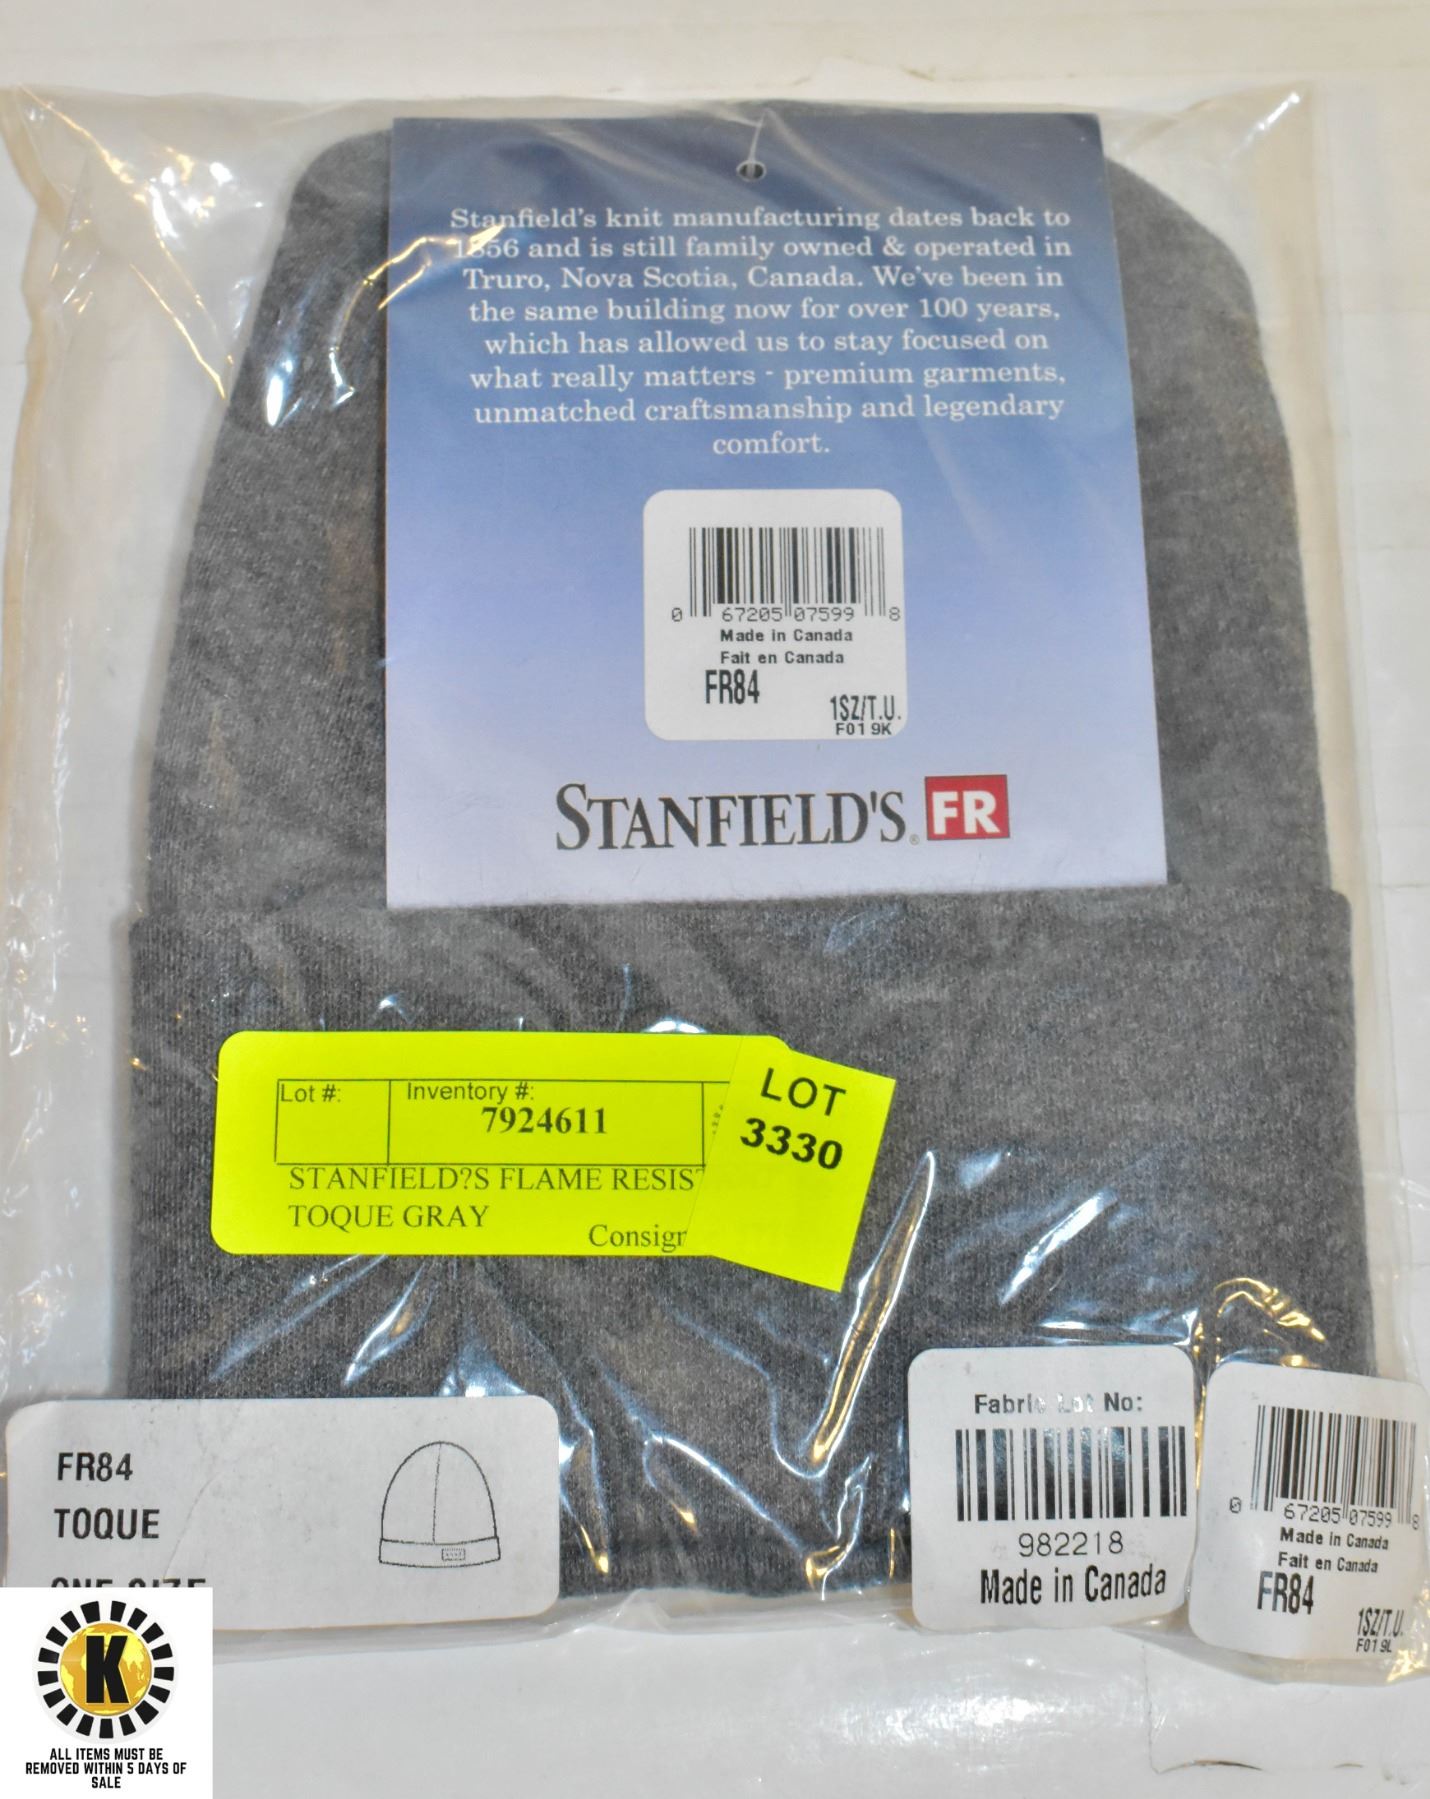 Stanfield's knit manufacturing dates back to
1856 and is still family owned & operated in
Truro, Nova Scotia, Canada. We've been in
the same building now for over 100 years,
which has allowed us to stay focused on
what really matters - premium garments,
unmatched craftsmanship and legendary
comfort.
0 67205 07599 8
Made in Canada
Fait en Canada
FR84
1SZ/T.U.
F01 9K
STANFIELD'S® FR
Lot #:
Inventory #:
7924611
STANFIELD?S FLAME RESIS
TOQUE GRAY
Consign
LOT
3330
FR84
TOQUE
ONE SIZE
Fabric Lot No:
982218
Made in Canada
0 67205 07599 8
Made in Canada
Fait en Canada
FR84
1SZ/T.U.
F01 9L
K
ALL ITEMS MUST BE
REMOVED WITHIN 5 DAYS OF
SALE